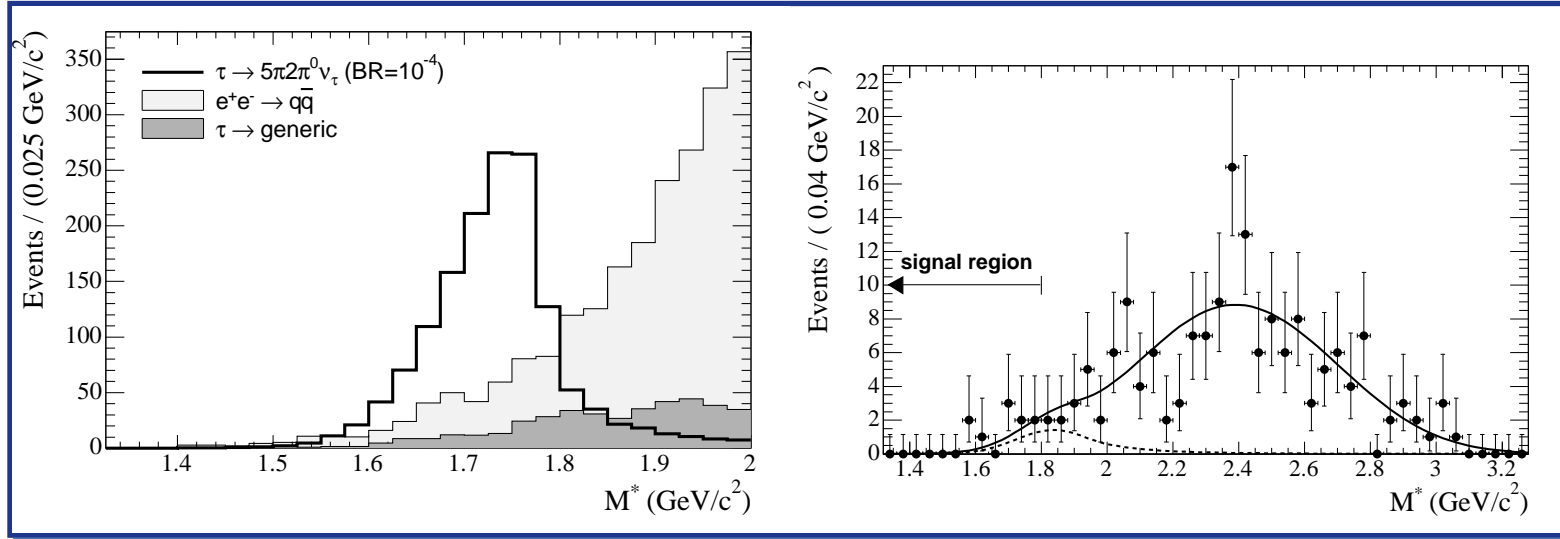 Events / (0.025 GeV/c²)
350
300
250
200
150
100
50
0
τ → 5π2π⁰ν_τ (BR=10⁻⁴)
e⁺e⁻ → qq̅
τ → generic
1.4 1.5 1.6 1.7 1.8 1.9 2
M* (GeV/c²)
Events / ( 0.04 GeV/c²)
22
20
18
16
14
12
10
8
6
4
2
0
signal region
1.4 1.6 1.8 2 2.2 2.4 2.6 2.8 3 3.2
M* (GeV/c²)